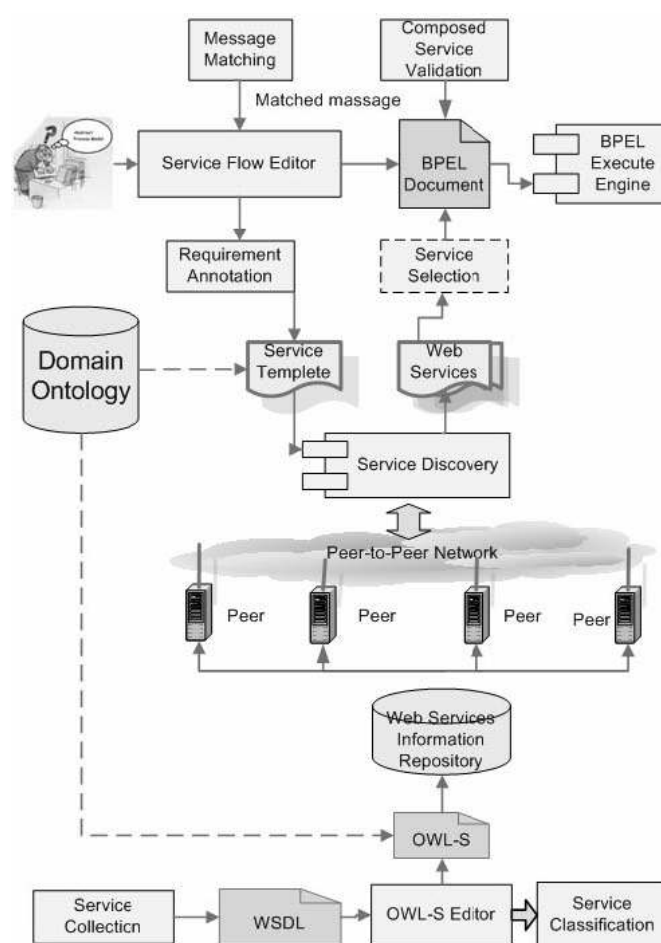 Message
Matching
Composed
Service
Validation
Matched massage
Service Flow Editor
BPEL
Document
BPEL
Execute
Engine
Requirement
Annotation
Service
Selection
Domain
Ontology
Service
Templete
Web
Services
Service Discovery
Peer-to-Peer Network
Peer
Peer
Peer
Peer
Web Services
Information
Repository
OWL-S
Service
Collection
WSDL
OWL-S Editor
Service
Classification